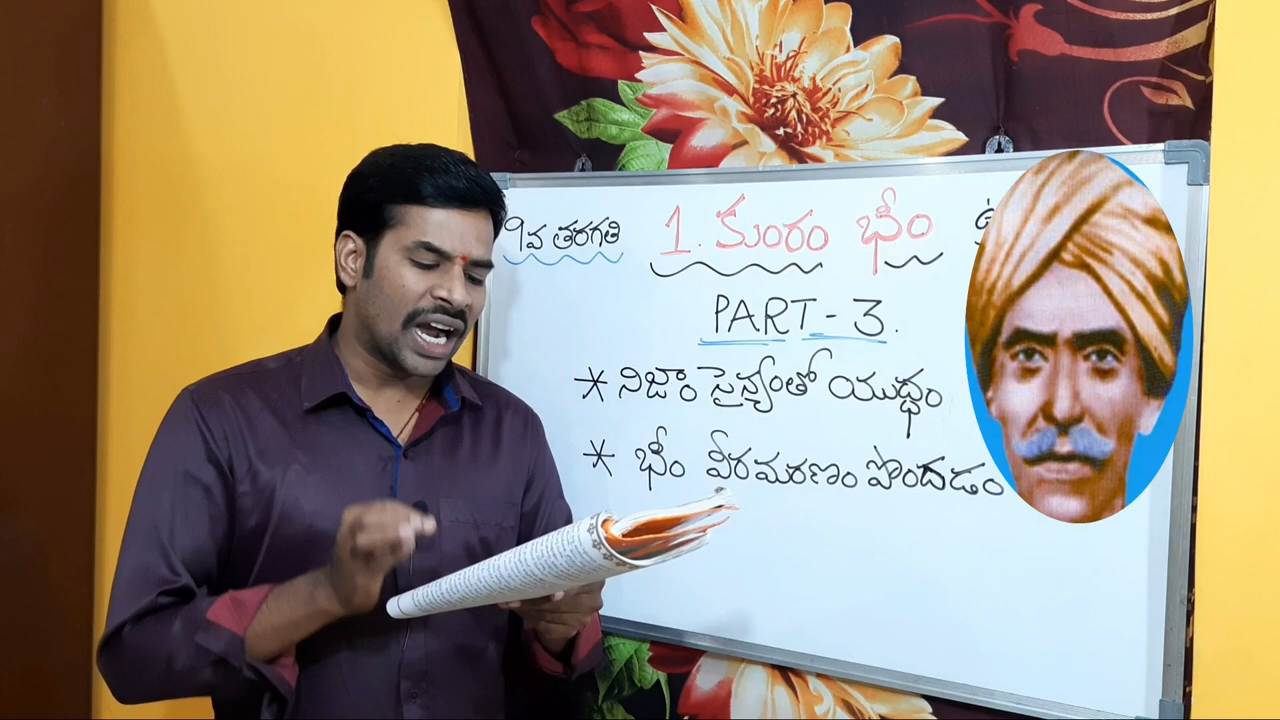 9వ తరగతి 1. కుంరం భీం
PART-3.
* నిజాం సైన్యంతో యుద్ధం
* భీం వీరమరణం పొందడం